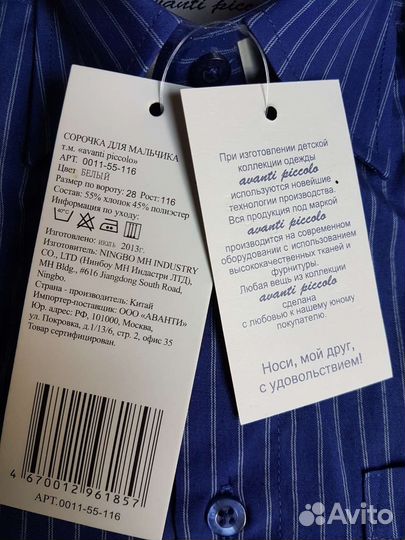 avanti piccolo
СОРОЧКА ДЛЯ МАЛЬЧИКА
т.м. «avanti piccolo»
АРТ. 0011-55-116
Цвет БЕЛЫЙ
Размер по вороту: 28 Рост: 116
Состав: 55% хлопок 45% полиэстер
Информация по уходу:
40°C
Изготовлено: июль 2013г.
Изготовитель: NINGBO MH INDUSTRY
CO., LTD (Нингбоу МН Индастри ЛТД),
MH Bldg., #616 Jiangdong South Road,
Ningbo.
Страна - производитель: Китай
Импортер-поставщик: ООО «АВАНТИ»
Юр. адрес: РФ, 101000, Москва,
ул. Покровка, д.1/13/6, стр. 2, офис 35
Товар сертифицирован.
4 670012 961857
АРТ.0011-55-116
При изготовлении детской
коллекции одежды
avanti piccolo
используются новейшие
технологии производства.
Вся продукция под маркой
avanti piccolo
производится на современном
оборудовании с использованием
высококачественных тканей и
фурнитуры.
Любая вещь из коллекции
avanti piccolo
сделана
с любовью к нашему юному
покупателю.
Носи, мой друг,
с удовольствием!
Avito